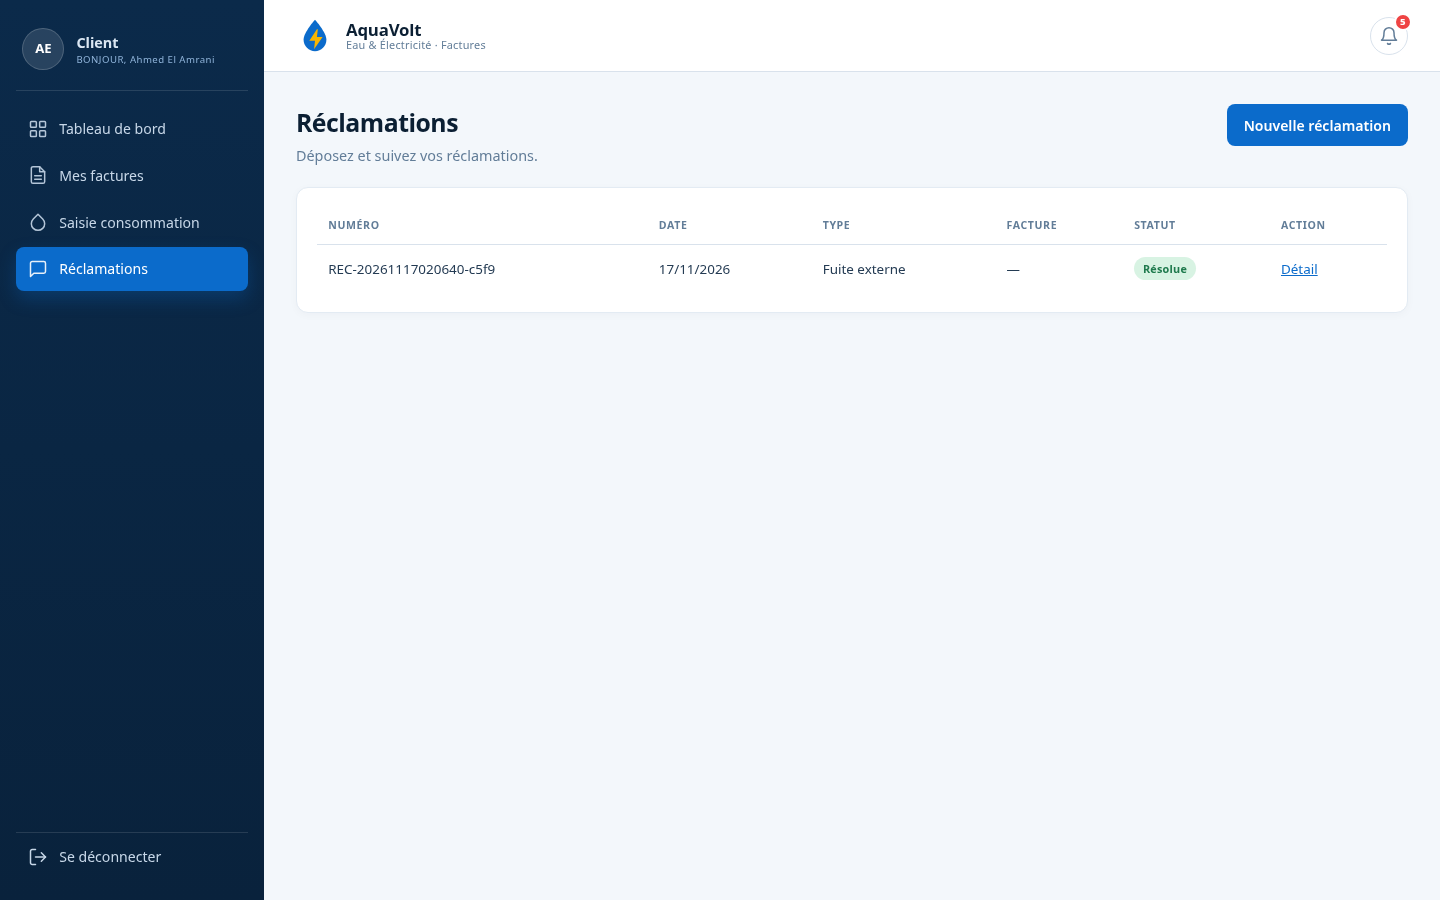 AE
Client
BONJOUR, Ahmed El Amrani
Tableau de bord
Mes factures
Saisie consommation
Réclamations
Se déconnecter
AquaVolt
Eau & Électricité · Factures
5
Réclamations
Déposez et suivez vos réclamations.
Nouvelle réclamation
NUMÉRO DATE TYPE FACTURE STATUT ACTION
REC-20261117020640-c5f9 17/11/2026 Fuite externe — Résolue Détail